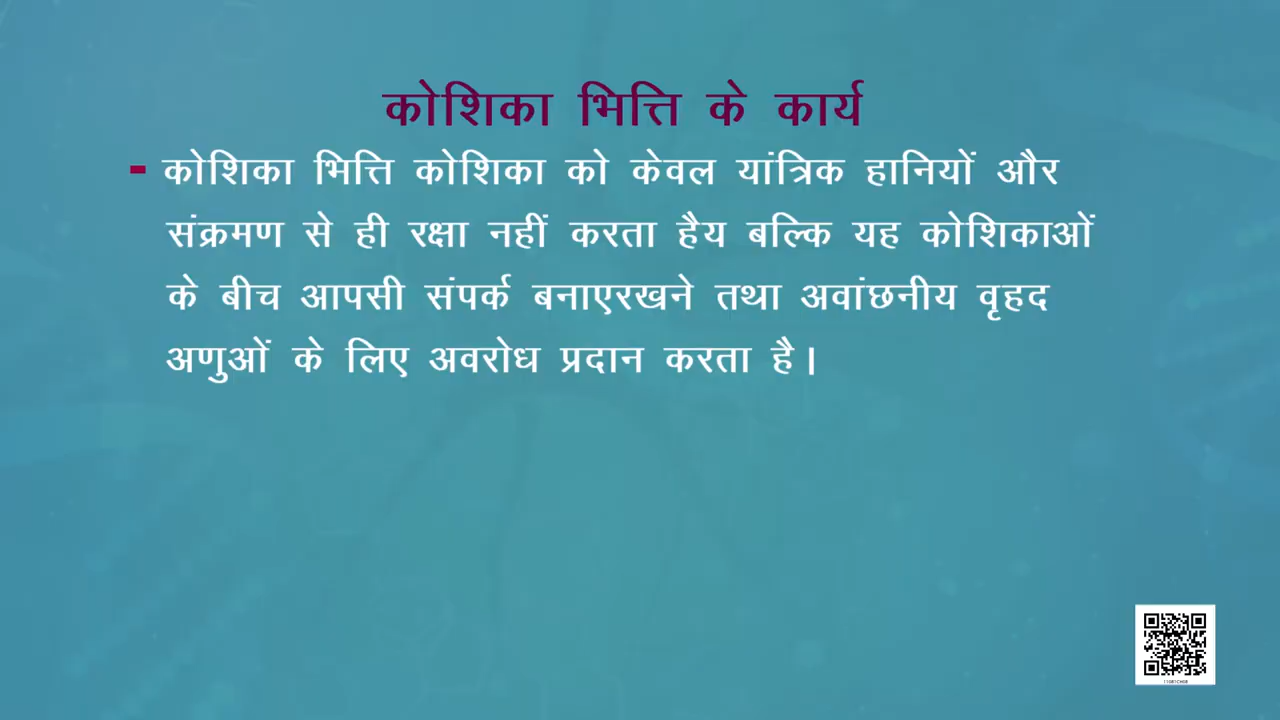 कोशिका भित्ति के कार्य
- कोशिका भित्ति कोशिका को केवल यांत्रिक हानियों और
संक्रमण से ही रक्षा नहीं करता हैय बल्कि यह कोशिकाओं
के बीच आपसी संपर्क बनाएरखने तथा अवांछनीय वृहद
अणुओं के लिए अवरोध प्रदान करता है।